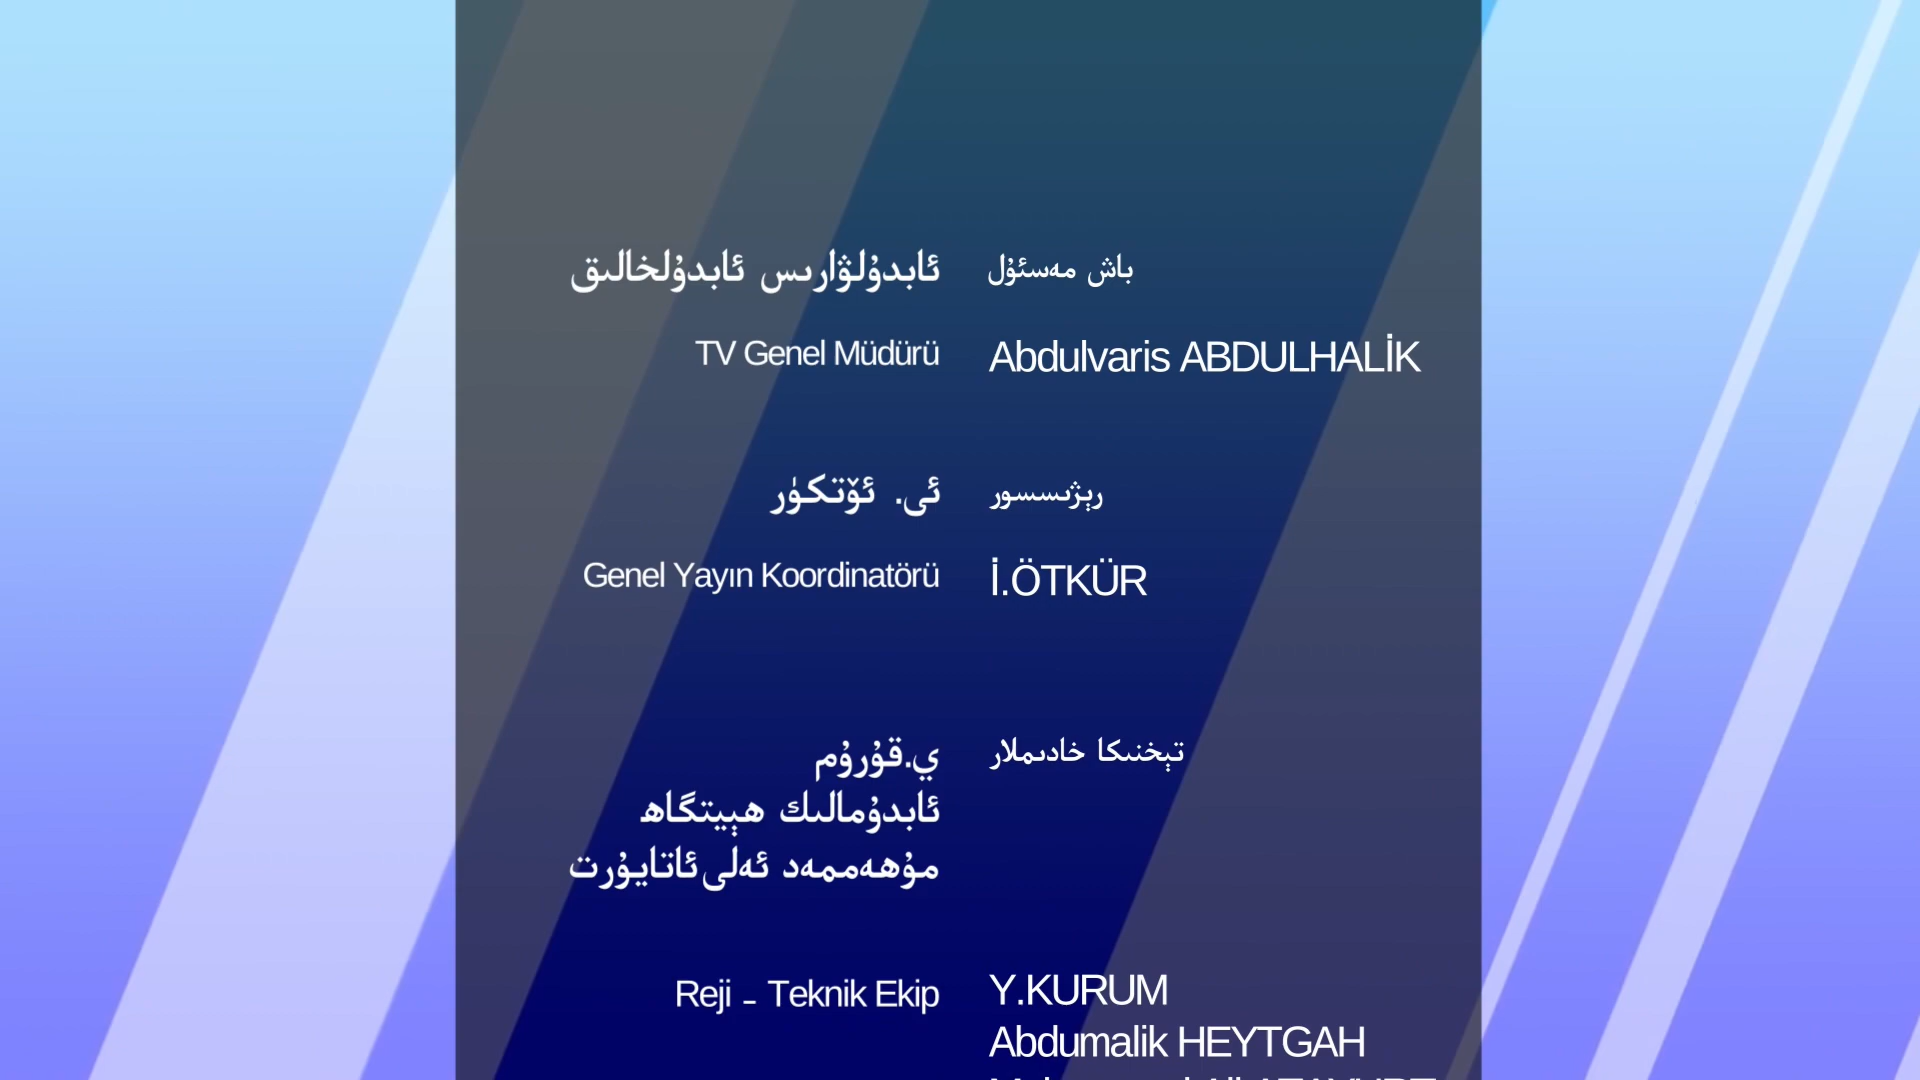 باش مەسئۇل ئابدۇلۋارىس ئابدۇلخالىق
TV Genel Müdürü Abdulvaris ABDULHALİK
رېژىسسور ئى. ئۆتكۈر
Genel Yayın Koordinatörü İ.ÖTKÜR
تېخنىكا خادىملار ي.قۇرۇم
ئابدۇمالىك ھېيتگاھ
مۇھەممەد ئەلى ئاتايۇرت
Reji - Teknik Ekip Y.KURUM
Abdumalik HEYTGAH